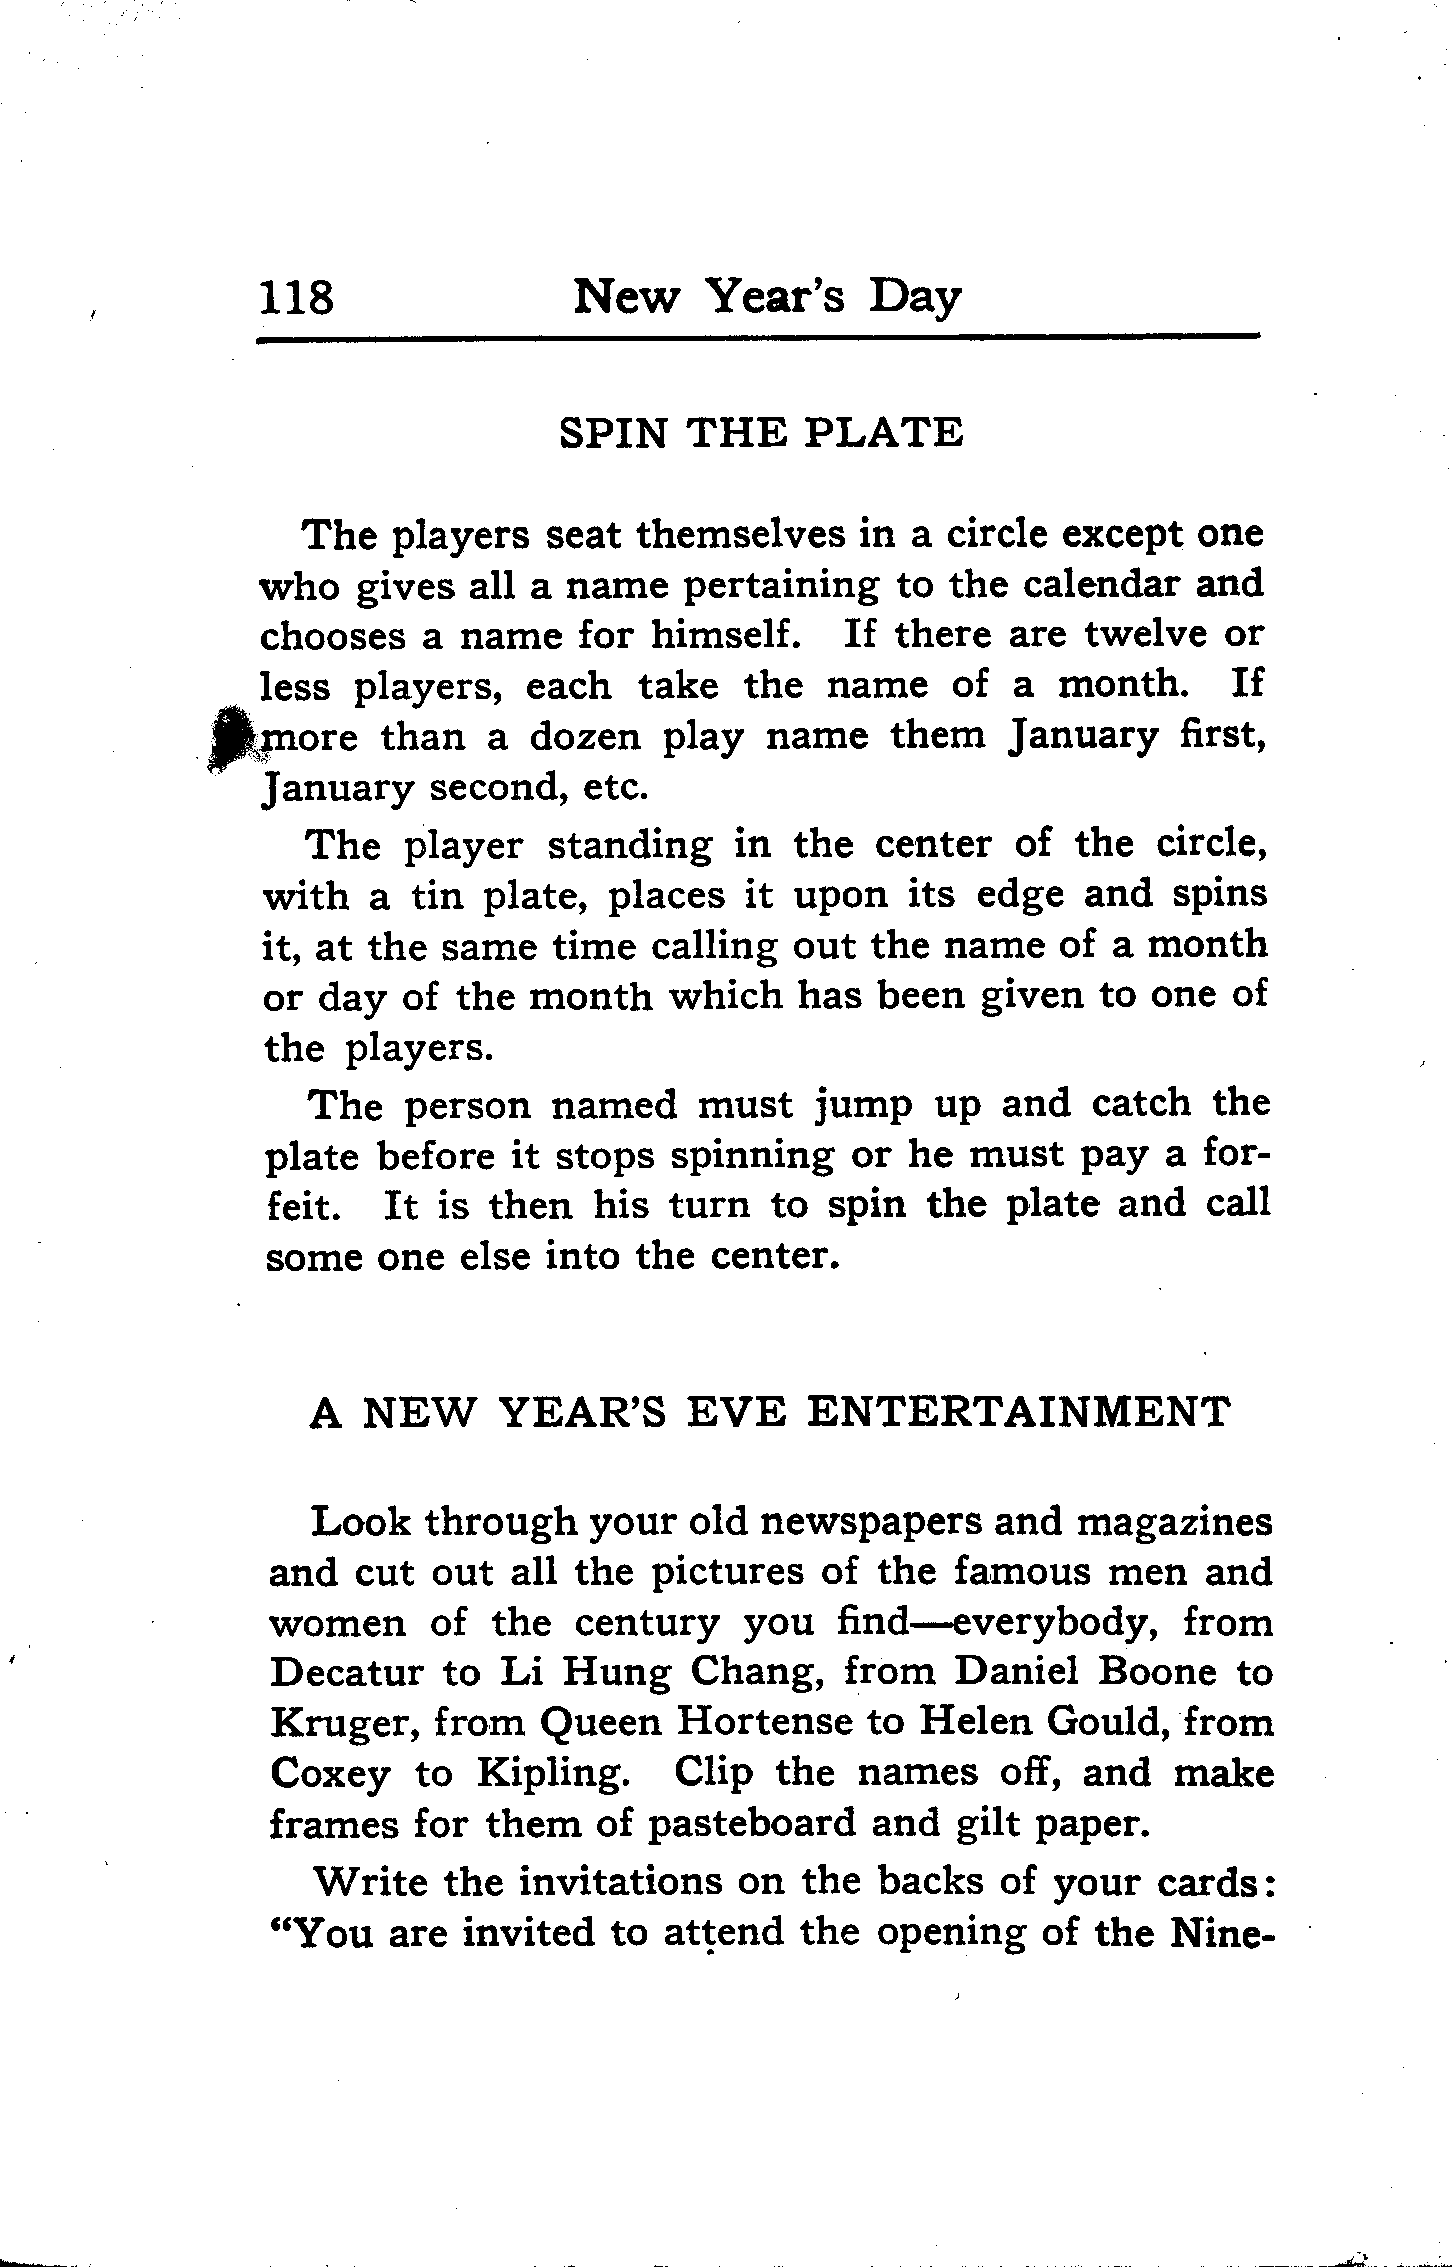 118 New Year's Day
SPIN THE PLATE
The players seat themselves in a circle except one
who gives all a name pertaining to the calendar and
chooses a name for himself. If there are twelve or
less players, each take the name of a month. If
more than a dozen play name them January first,
January second, etc.
The player standing in the center of the circle,
with a tin plate, places it upon its edge and spins
it, at the same time calling out the name of a month
or day of the month which has been given to one of
the players.
The person named must jump up and catch the
plate before it stops spinning or he must pay a for-
feit. It is then his turn to spin the plate and call
some one else into the center.
A NEW YEAR'S EVE ENTERTAINMENT
Look through your old newspapers and magazines
and cut out all the pictures of the famous men and
women of the century you find—everybody, from
Decatur to Li Hung Chang, from Daniel Boone to
Kruger, from Queen Hortense to Helen Gould, from
Coxey to Kipling. Clip the names off, and make
frames for them of pasteboard and gilt paper.
Write the invitations on the backs of your cards:
“You are invited to attend the opening of the Nine-